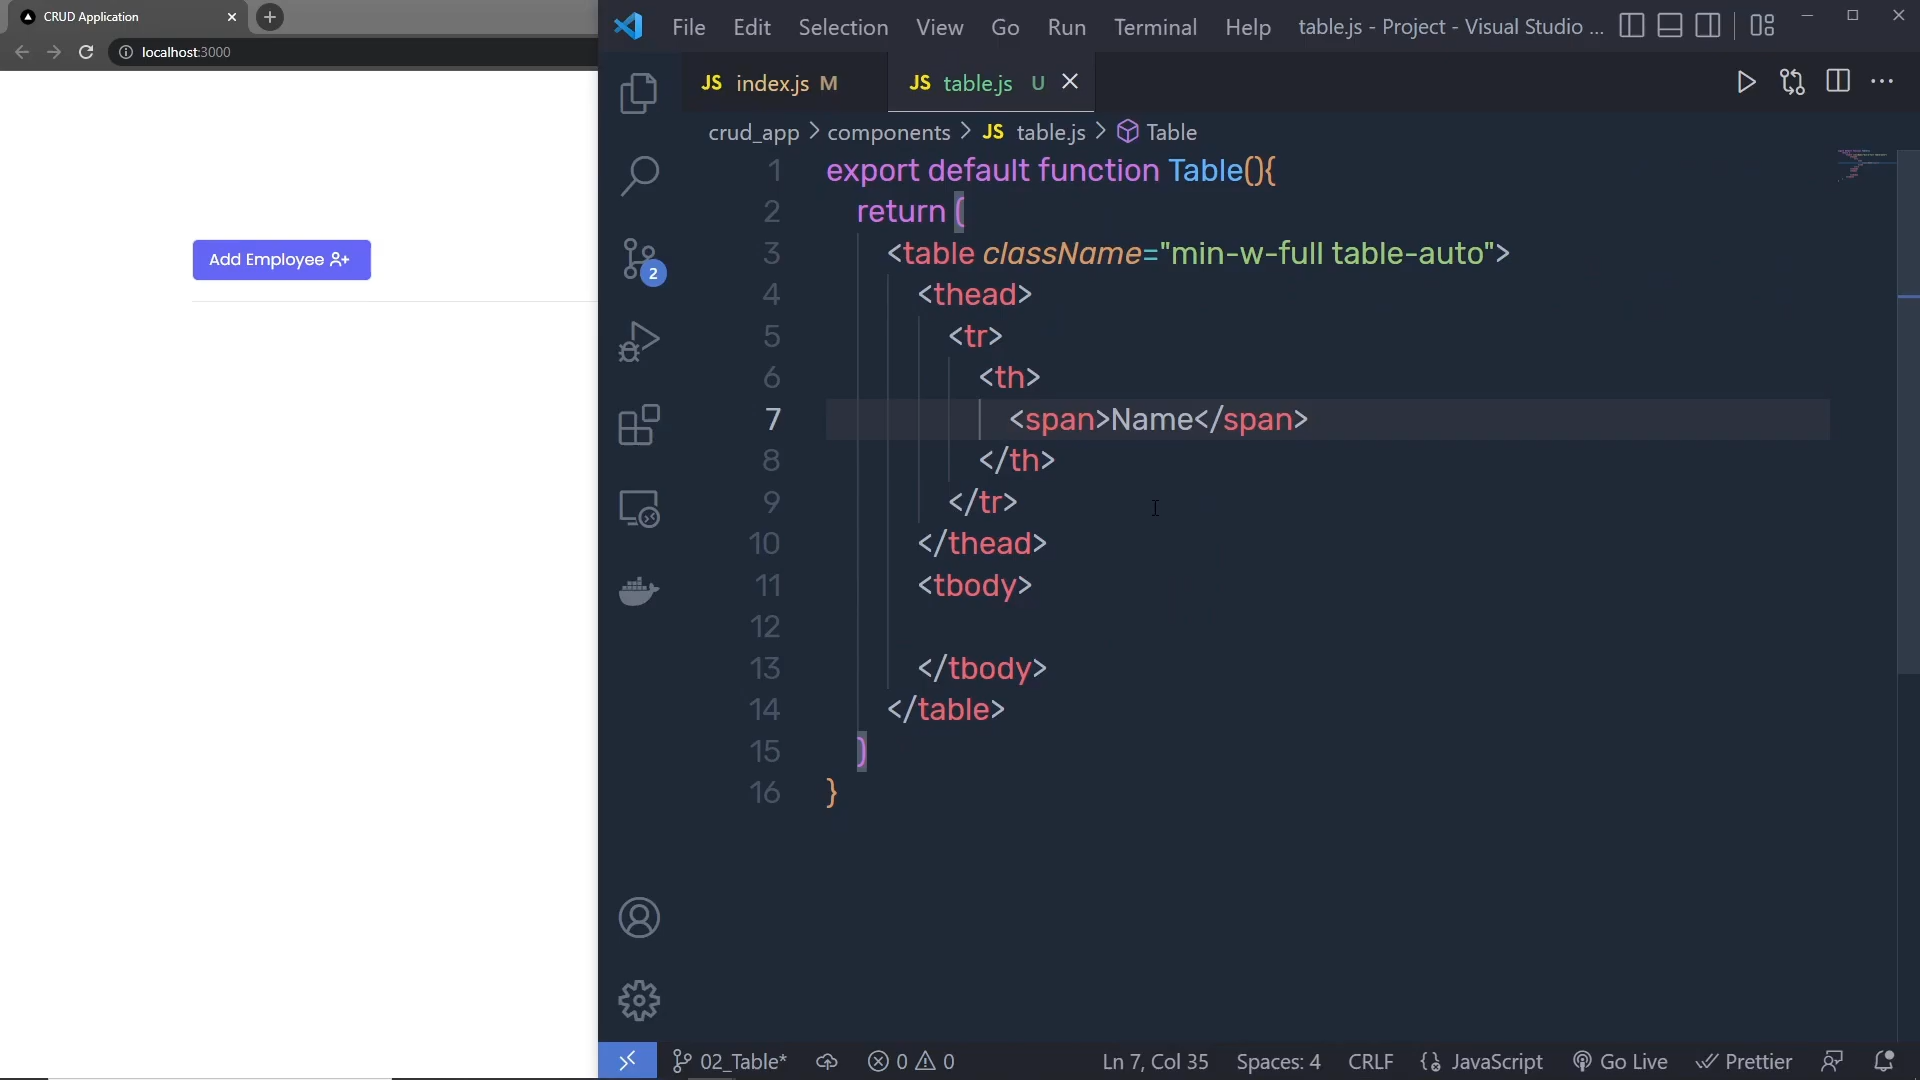 CRUD Application
localhost:3000
Add Employee
File Edit Selection View Go Run Terminal Help table.js - Project - Visual Studio ...
JS index.js M JS table.js U
crud_app > components > JS table.js > Table
2
1 export default function Table(){
2 return (
3 <table className="min-w-full table-auto">
4 <thead>
5 <tr>
6 <th>
7 <span>Name</span>
8 </th>
9 </tr>
10 </thead>
11 <tbody>
12
13 </tbody>
14 </table>
15 )
16 }
02_Table* 0 0 Ln 7, Col 35 Spaces: 4 CRLF JavaScript Go Live Prettier